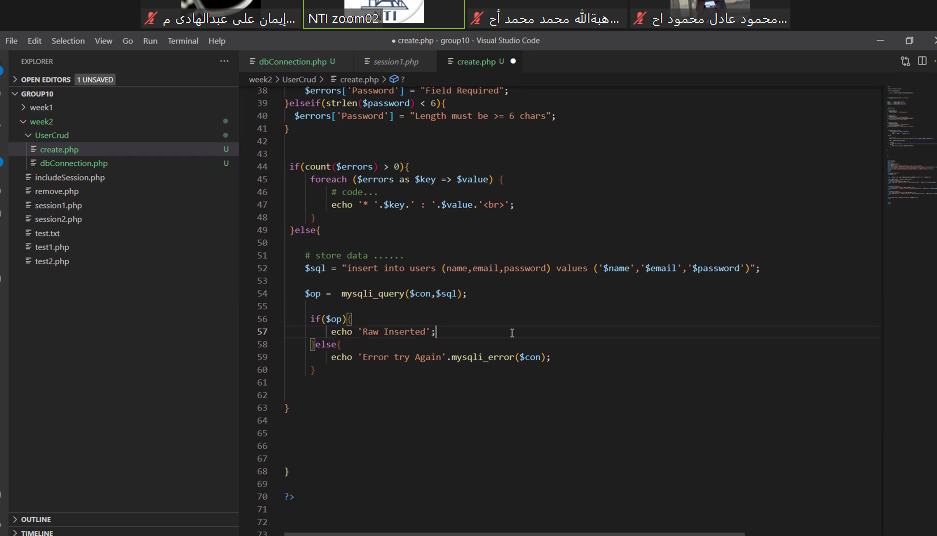 إيمان على عبدالهادى م...
NTI zoom02
هبةالله محمد محمد أح...
محمود عادل محمود اح...
File Edit Selection View Go Run Terminal Help
● create.php - group10 - Visual Studio Code
EXPLORER ...
OPEN EDITORS 1 UNSAVED
GROUP10
week1
week2
UserCrud
create.php U
dbConnection.php U
includeSession.php
remove.php
session1.php
session2.php
test.txt
test1.php
test2.php
OUTLINE
TIMELINE
dbConnection.php U
session1.php
create.php U ●
week2 > UserCrud > create.php > ?
38 $errors['Password'] = "Field Required";
39 }elseif(strlen($password) < 6){
40 $errors['Password'] = "Length must be >= 6 chars";
41 }
42
43
44 if(count($errors) > 0){
45 foreach ($errors as $key => $value) {
46 # code...
47 echo '* '.$key.' : '.$value.'<br>';
48 }
49 }else{
50
51 # store data ......
52 $sql = "insert into users (name,email,password) values ('$name','$email','$password')";
53
54 $op = mysqli_query($con,$sql);
55
56 if($op){
57 echo 'Raw Inserted';
58 }else{
59 echo 'Error try Again'.mysqli_error($con);
60 }
61
62
63 }
64
65
66
67
68 }
69
70 ?>
71
72
73